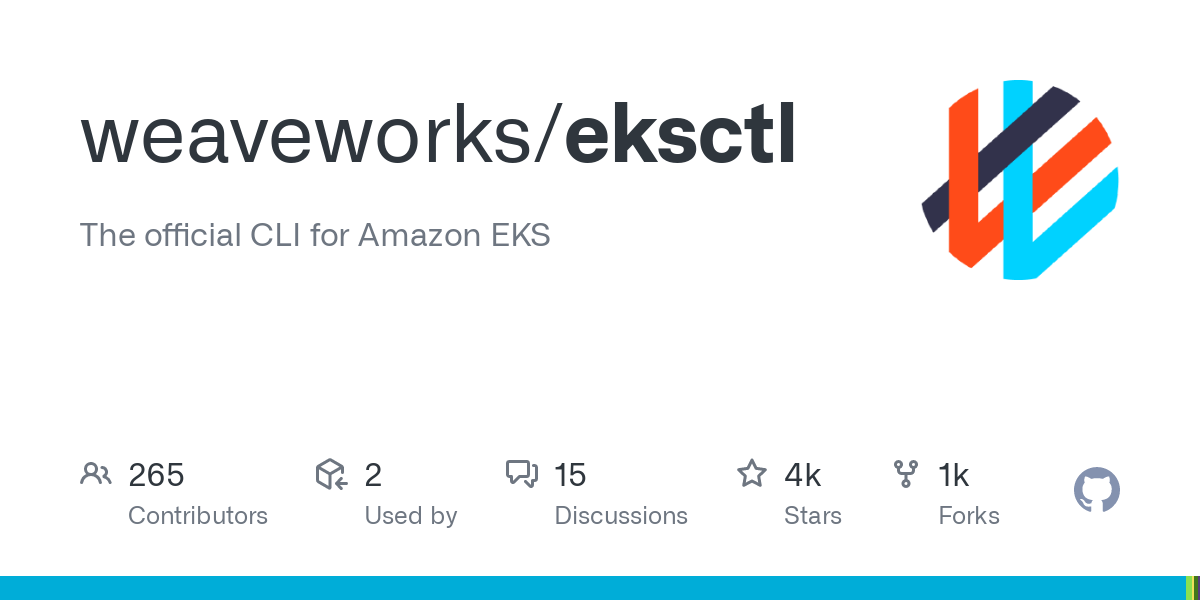 weaveworks/eksctl
The official CLI for Amazon EKS
265 2 15 4k 1k
Contributors Used by Discussions Stars Forks